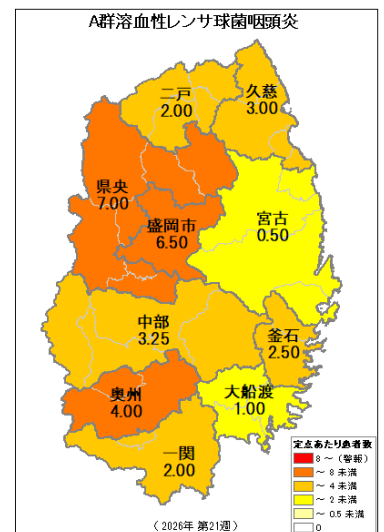 A群溶血性レンサ球菌咽頭炎
二戸
2.00
久慈
3.00
県央
7.00
盛岡市
6.50
宮古
0.50
中部
3.25
釜石
2.50
奥州
4.00
大船渡
1.00
一関
2.00
定点あたり患者数
8 ～ (警報)
～ 8 未満
～ 4 未満
～ 2 未満
～ 0.5 未満
0
( 2026年 第21週 )